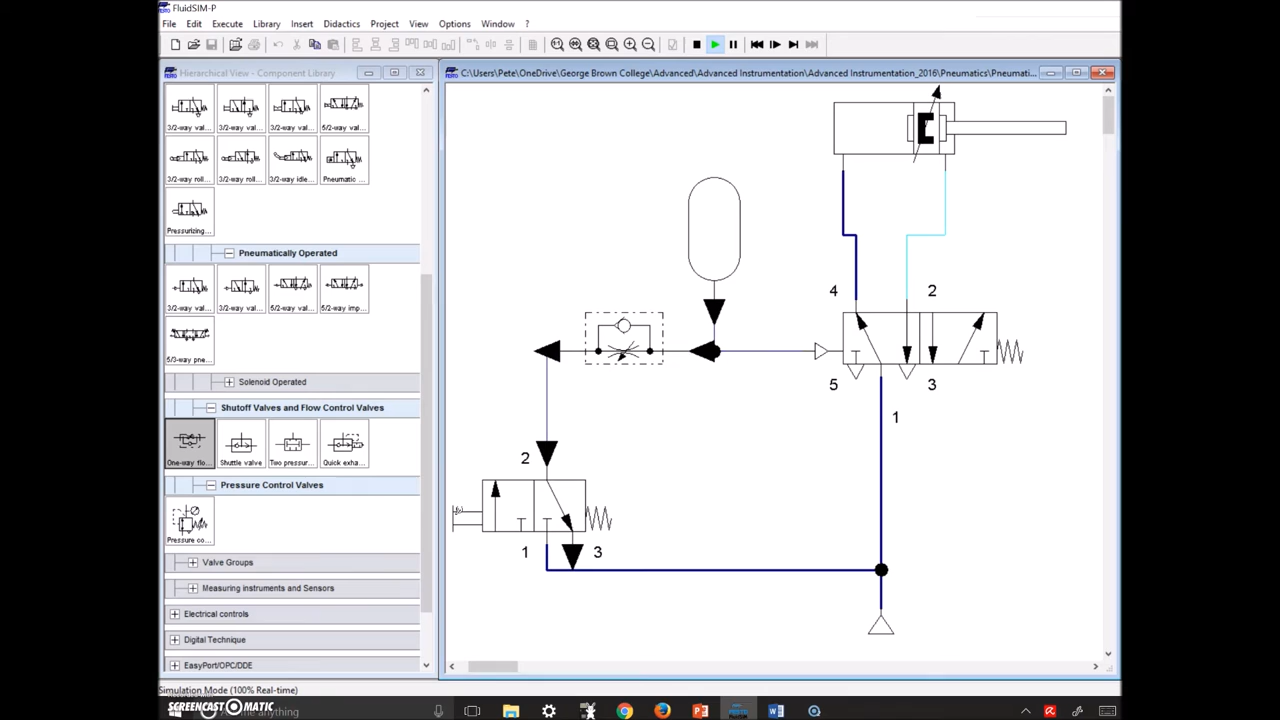 FluidSIM-P
File Edit Execute Library Insert Didactics Project View Options Window ?
Hierarchical View - Component Library
C:\Users\Pete\OneDrive\George Brown College\Advanced\Advanced Instrumentation\Advanced Instrumentation_2016\Pneumatics\Pneumati...
3/2-way val... 3/2-way val... 3/2-way val... 5/2-way val...
3/2-way roll... 3/2-way roll... 3/2-way idle... Pneumatic ...
Pressurizing...
Pneumatically Operated
3/2-way val... 3/2-way val... 5/2-way val... 5/2-way imp...
5/3-way pne...
Solenoid Operated
Shutoff Valves and Flow Control Valves
One-way flo... Shuttle valve Two pressur... Quick exha...
Pressure Control Valves
Pressure co...
Valve Groups
Measuring instruments and Sensors
Electrical controls
Digital Technique
EasyPort/OPC/DDE
4 2
5 3
1
2
1 3
Simulation Mode (100% Real-time)
SCREENCAST MATIC
me anything